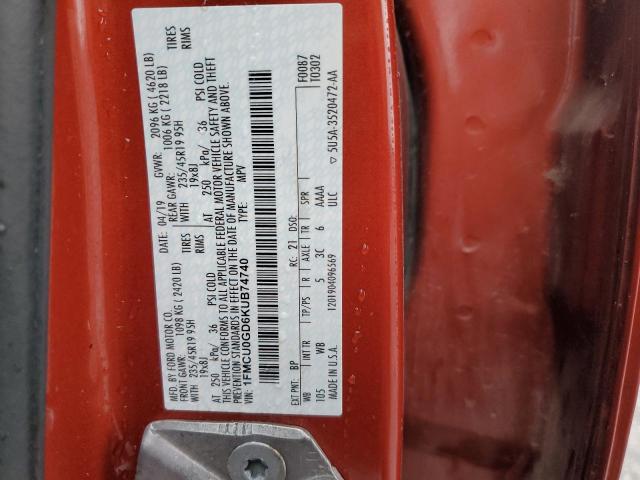 MFD. BY FORD MOTOR CO.
DATE: 04/19 GVWR: 2096 KG ( 4620 LB)
FRONT GAWR: 1098 KG ( 2420 LB) REAR GAWR: 1006 KG ( 2218 LB)
WITH 235/45R19 95H TIRES WITH 235/45R19 95H TIRES
19x8J RIMS 19x8J RIMS
AT 250 kPa/ 36 PSI COLD AT 250 kPa/ 36 PSI COLD
THIS VEHICLE CONFORMS TO ALL APPLICABLE FEDERAL MOTOR VEHICLE SAFETY AND THEFT
PREVENTION STANDARDS IN EFFECT ON THE DATE OF MANUFACTURE SHOWN ABOVE.
VIN: 1FMCU0GD6KUB74740 TYPE: MPV
F0087
T0302
EXT PNT: BP RC: 21 DSO:
WB INT TR TP/PS R AXLE TR SPR
105 WB 5 3C 6 AAAA
MADE IN U.S.A. 1201904096569 ULC
▽ 5U5A-3520472-AA